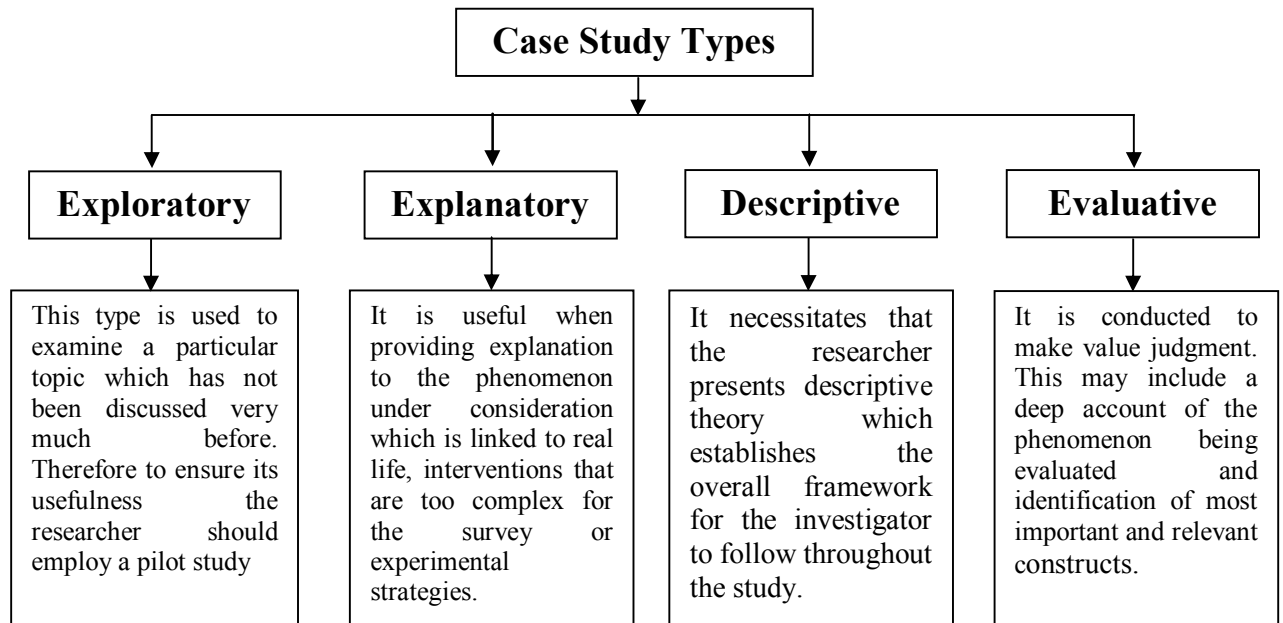 Case Study Types
Exploratory
Explanatory
Descriptive
Evaluative
This type is used to
examine a particular
topic which has not
been discussed very
much before.
Therefore to ensure its
usefulness the
researcher should
employ a pilot study
It is useful when
providing explanation
to the phenomenon
under consideration
which is linked to real
life, interventions that
are too complex for
the survey or
experimental
strategies.
It necessitates that
the researcher
presents descriptive
theory which
establishes the
overall framework
for the investigator
to follow throughout
the study.
It is conducted to
make value judgment.
This may include a
deep account of the
phenomenon being
evaluated and
identification of most
important and relevant
constructs.